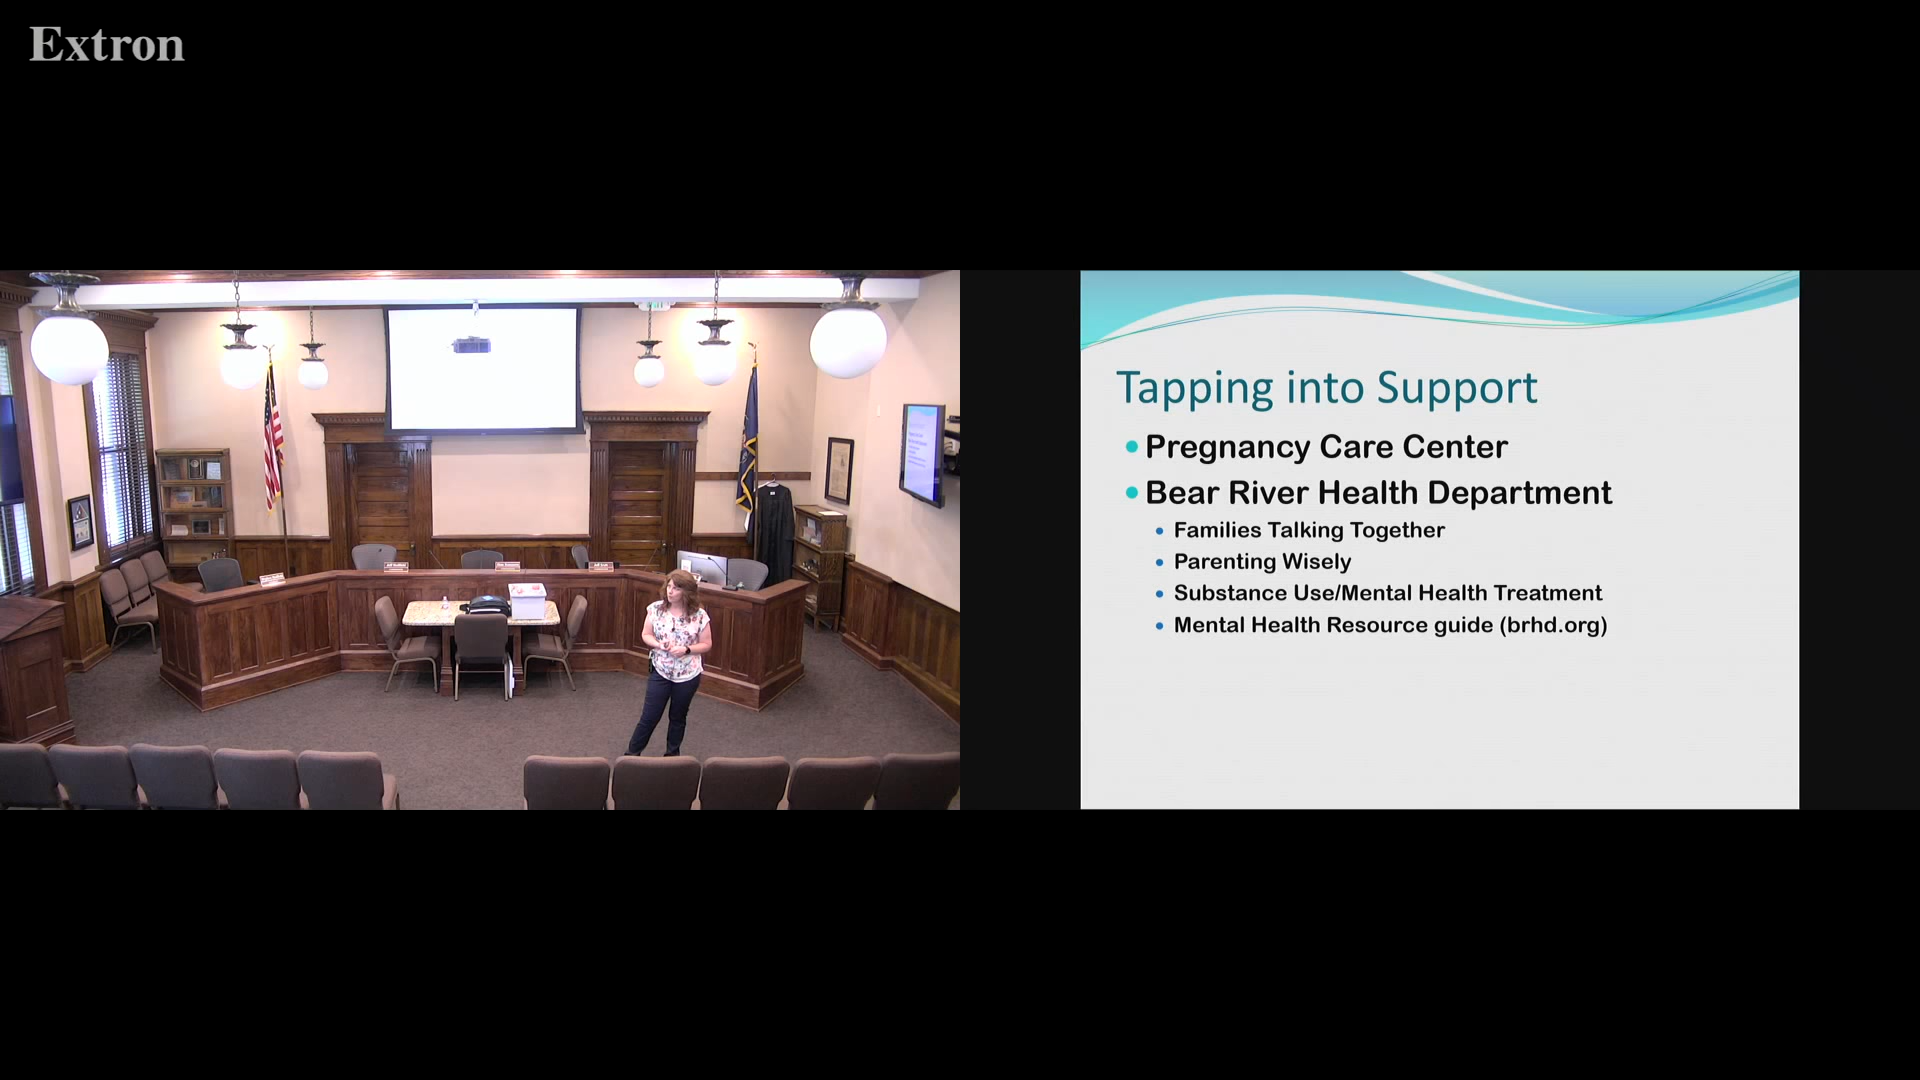 Extron
Tapping into Support
Pregnancy Care Center
Bear River Health Department
Families Talking Together
Parenting Wisely
Substance Use/Mental Health Treatment
Mental Health Resource guide (brhd.org)